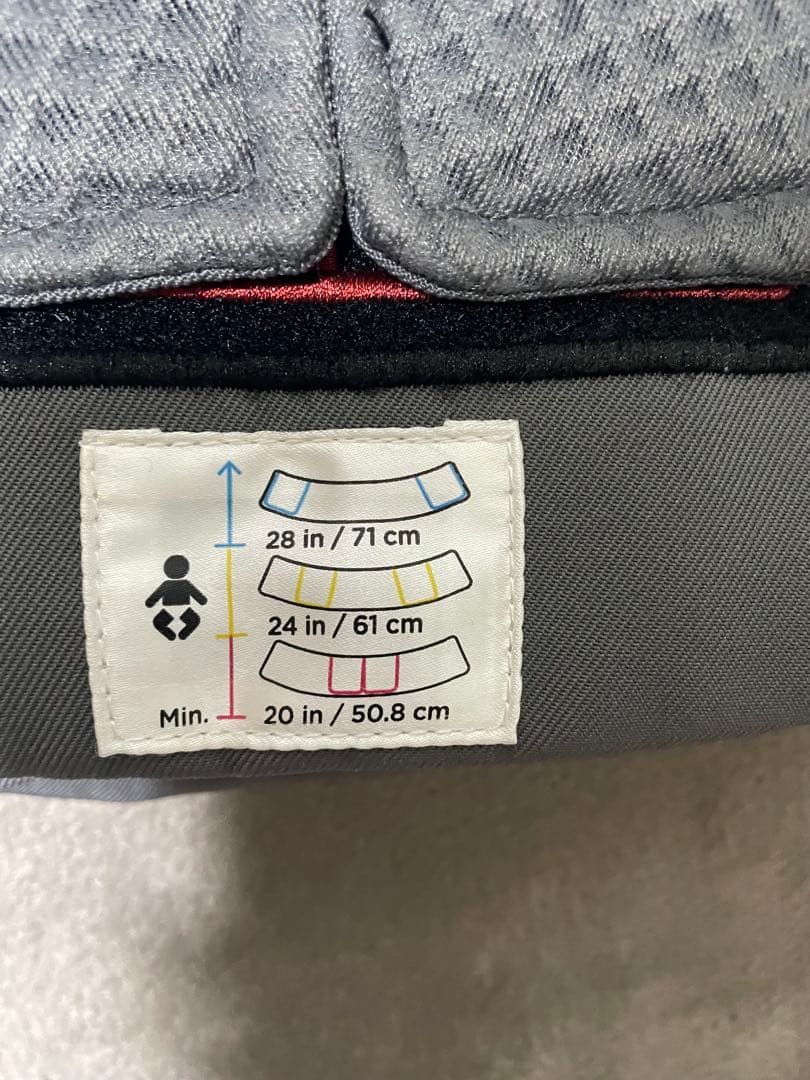 28 in / 71 cm
24 in / 61 cm
Min. 20 in / 50.8 cm